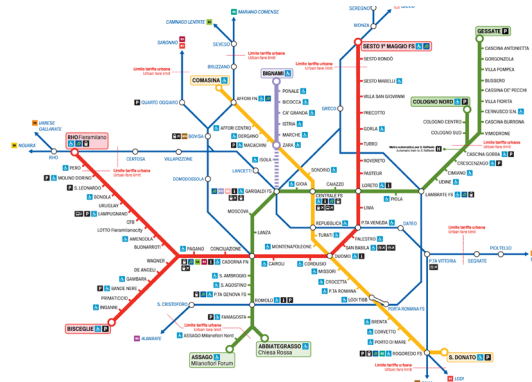 SEREGNO
MARIANO COMENSE
CAMNAGO LENTATE
MONZA
SARONNO
SEVESO
GESSATE
Limite tariffa urbana
Urban fare limit
SESTO 1° MAGGIO FS
CASCINA ANTONIETTA
BRUZZANO
GORGONZOLA
BIGNAMI
SESTO RONDÒ
VILLA POMPEA
COMASINA
BUSSERO
PONALE
SESTO MARELLI
CASSINA DE' PECCHI
QUARTO OGGIARO
AFFORI FN
BICOCCA
VILLA SAN GIOVANNI
COLOGNO NORD
VILLA FIORITA
CA' GRANDA
GRECO
PRECOTTO
CERNUSCO S.N.
ISTRIA
COLOGNO CENTRO
CASCINA BURRONA
AFFORI CENTRO
GORLA
COLOGNO SUD
VIMODRONE
VARESE
GALLARATE
BOVISA
DERGANO
MARCHE
RHO Fieramilano
MACIACHINI
ZARA
TURRO
NOVARA
CASCINA GOBBA
RHO
CERTOSA
VILLAPIZZONE
ISOLA
ROVERETO
CRESCENZAGO
PERO
LANCETTI
SONDRIO
PASTEUR
CIMIANO
MOLINO DORINO
DOMODOSSOLA
UDINE
S. LEONARDO
GARIBALDI FS
GIOIA
CAIAZZO
LORETO
LAMBRATE FS
BONOLA
CENTRALE FS
PIOLA
URUGUAY
LIMA
LAMPUGNANO
MOSCOVA
QT8
REPUBBLICA
P.TA VENEZIA
DATEO
LOTTO Fieramilanocity
LANZA
TURATI
AMENDOLA
PALESTRO
BUONARROTI
PAGANO
CONCILIAZIONE
MONTENAPOLEONE
SAN BABILA
PIOLTELLO
WAGNER
CADORNA FN
CAIROLI
CORDUSIO
DUOMO
P.TA VITTORIA
SEGRATE
DE ANGELI
S. AMBROGIO
MISSORI
GAMBARA
S. AGOSTINO
CROCETTA
BANDE NERE
P.TA GENOVA FS
P.TA ROMANA
PRIMATICCIO
S. CRISTOFORO
ROMOLO
LODI TIBB
INGANNI
PORTA ROMANA FS
FAMAGOSTA
BRENTA
BISCEGLIE
CORVETTO
ASSAGO Milanofiori Nord
PORTO DI MARE
ALBAIRATE
ABBIATEGRASSO
Chiesa Rossa
ROGOREDO FS
ASSAGO
Milanofiori Forum
S. DONATO
LODI